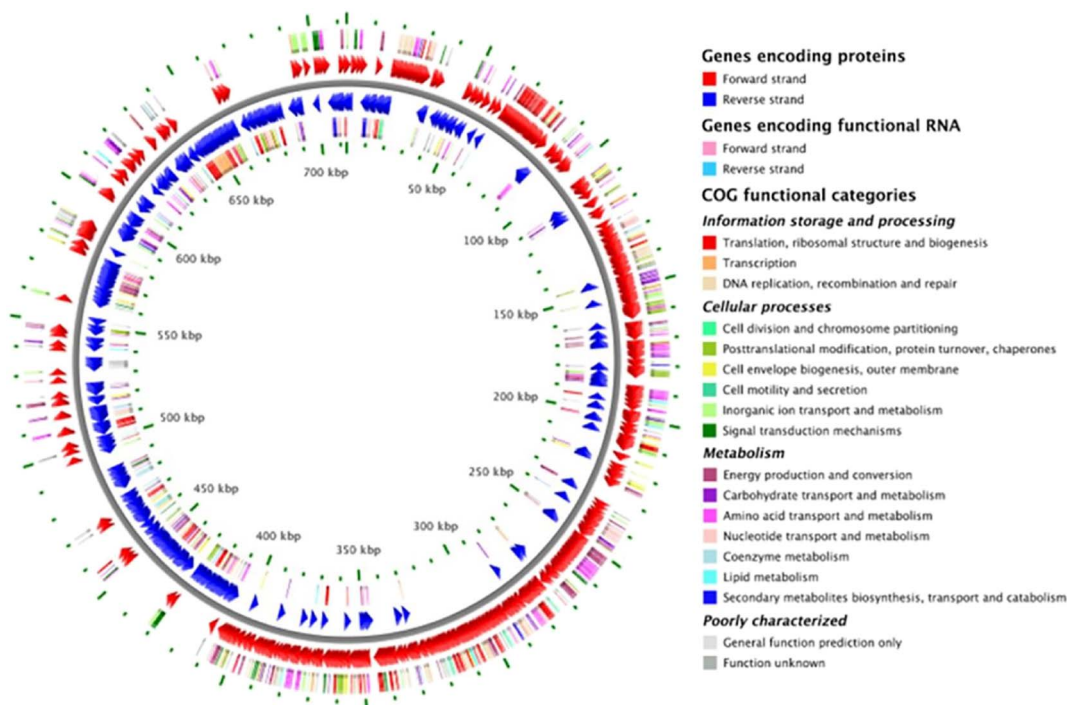 700 kbp
50 kbp
650 kbp
100 kbp
600 kbp
150 kbp
550 kbp
200 kbp
500 kbp
250 kbp
450 kbp
300 kbp
400 kbp
350 kbp
Genes encoding proteins
Forward strand
Reverse strand
Genes encoding functional RNA
Forward strand
Reverse strand
COG functional categories
Information storage and processing
Translation, ribosomal structure and biogenesis
Transcription
DNA replication, recombination and repair
Cellular processes
Cell division and chromosome partitioning
Posttranslational modification, protein turnover, chaperones
Cell envelope biogenesis, outer membrane
Cell motility and secretion
Inorganic ion transport and metabolism
Signal transduction mechanisms
Metabolism
Energy production and conversion
Carbohydrate transport and metabolism
Amino acid transport and metabolism
Nucleotide transport and metabolism
Coenzyme metabolism
Lipid metabolism
Secondary metabolites biosynthesis, transport and catabolism
Poorly characterized
General function prediction only
Function unknown